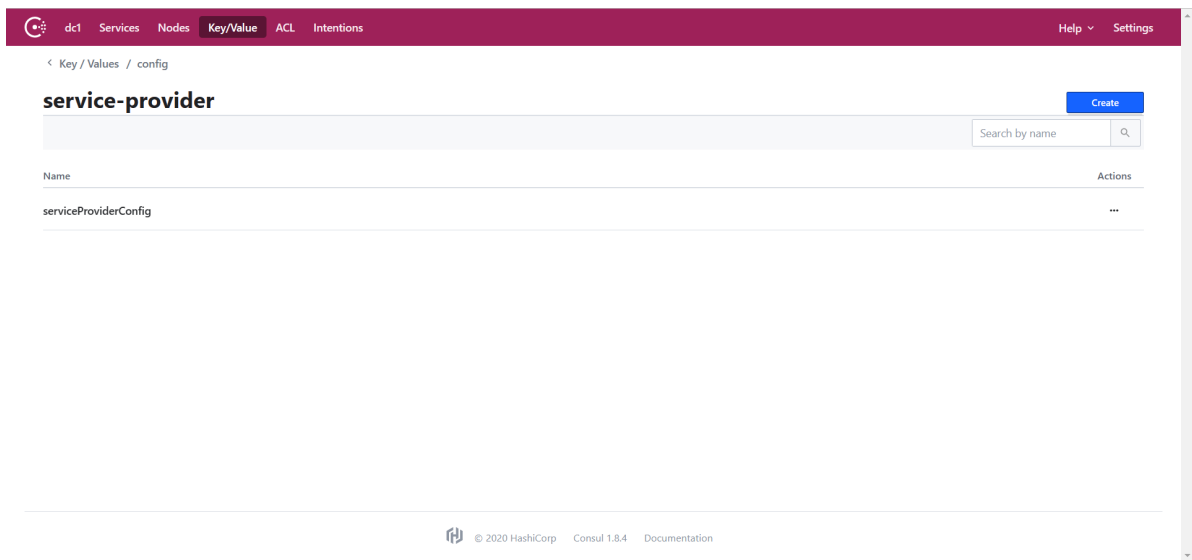 dc1 Services Nodes Key/Value ACL Intentions Help Settings
Key / Values / config
service-provider
Create
Search by name
Name Actions
serviceProviderConfig ...
© 2020 HashiCorp Consul 1.8.4 Documentation